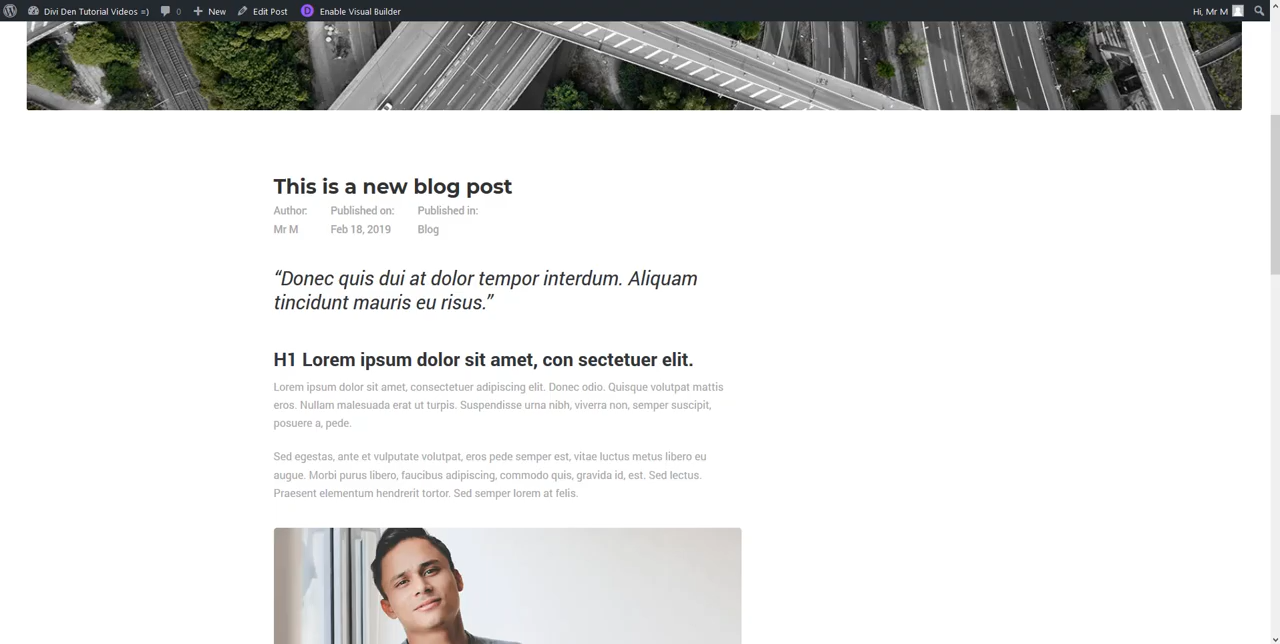 Divi Den Tutorial Videos =) 0 New Edit Post D Enable Visual Builder Hi, Mr M
This is a new blog post
Author: Published on: Published in:
Mr M Feb 18, 2019 Blog
“Donec quis dui at dolor tempor interdum. Aliquam
tincidunt mauris eu risus.”
H1 Lorem ipsum dolor sit amet, con sectetuer elit.
Lorem ipsum dolor sit amet, consectetuer adipiscing elit. Donec odio. Quisque volutpat mattis
eros. Nullam malesuada erat ut turpis. Suspendisse urna nibh, viverra non, semper suscipit,
posuere a, pede.
Sed egestas, ante et vulputate volutpat, eros pede semper est, vitae luctus metus libero eu
augue. Morbi purus libero, faucibus adipiscing, commodo quis, gravida id, est. Sed lectus.
Praesent elementum hendrerit tortor. Sed semper lorem at felis.